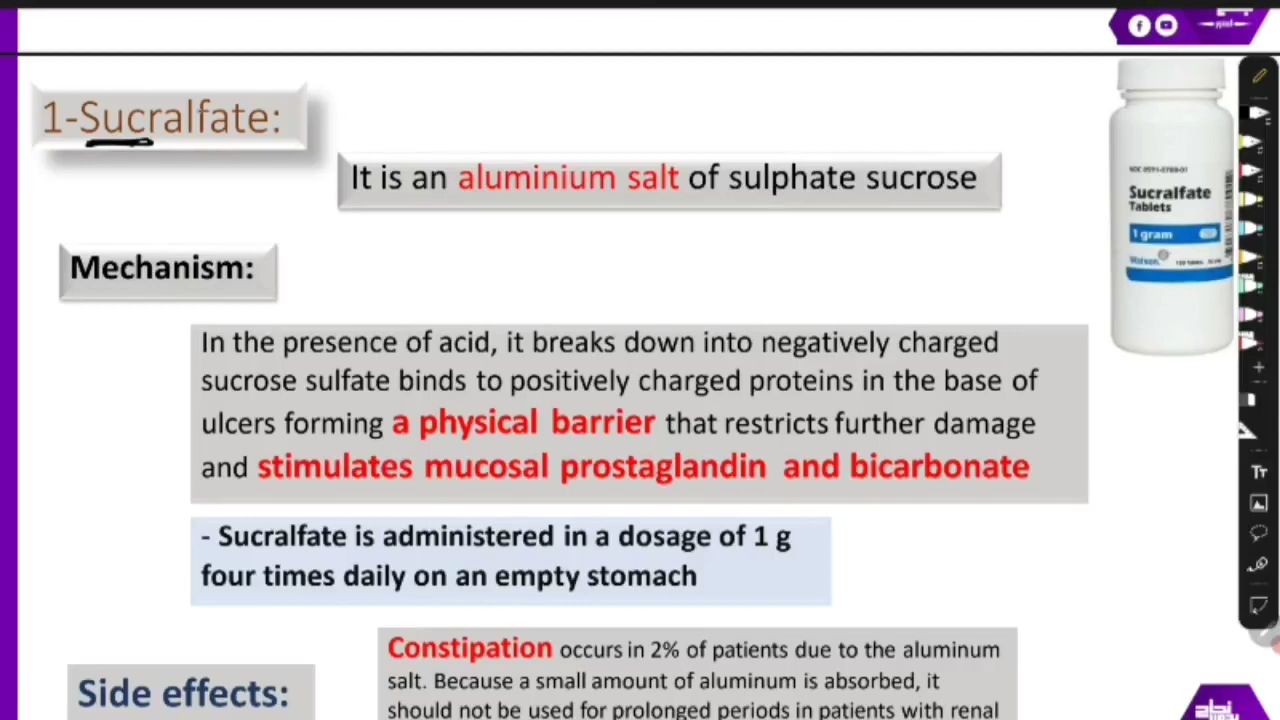 1-Sucralfate:
It is an aluminium salt of sulphate sucrose
Sucralfate
Tablets
1 gram
Mechanism:
In the presence of acid, it breaks down into negatively charged
sucrose sulfate binds to positively charged proteins in the base of
ulcers forming a physical barrier that restricts further damage
and stimulates mucosal prostaglandin and bicarbonate
Tт
- Sucralfate is administered in a dosage of 1 g
four times daily on an empty stomach
Side effects:
Constipation occurs in 2% of patients due to the aluminum
salt. Because a small amount of aluminum is absorbed, it
should not be used for prolonged periods in patients with renal